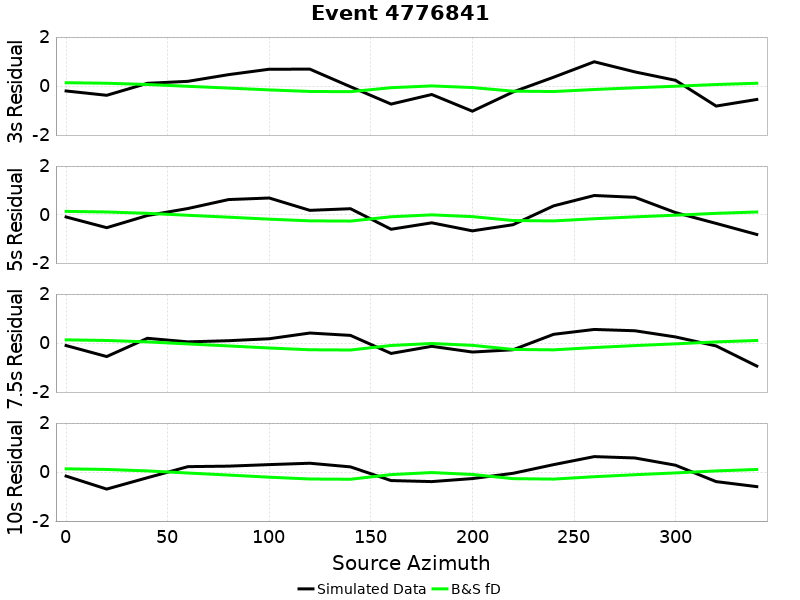 Event 4776841
3s Residual
2
0
-2
5s Residual
2
0
-2
7.5s Residual
2
0
-2
10s Residual
2
0
-2
0 50 100 150 200 250 300
Source Azimuth
Simulated Data B&S fD